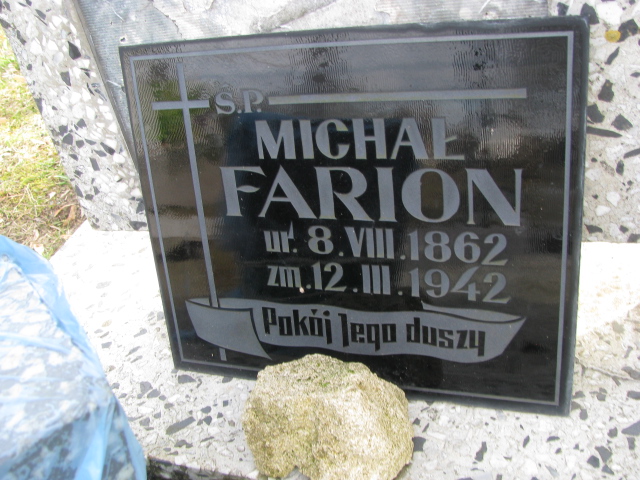 S.P.
MICHAŁ
FARION
ur. 8.VIII.1862
zm. 12.III.1942
Pokój Jego duszy